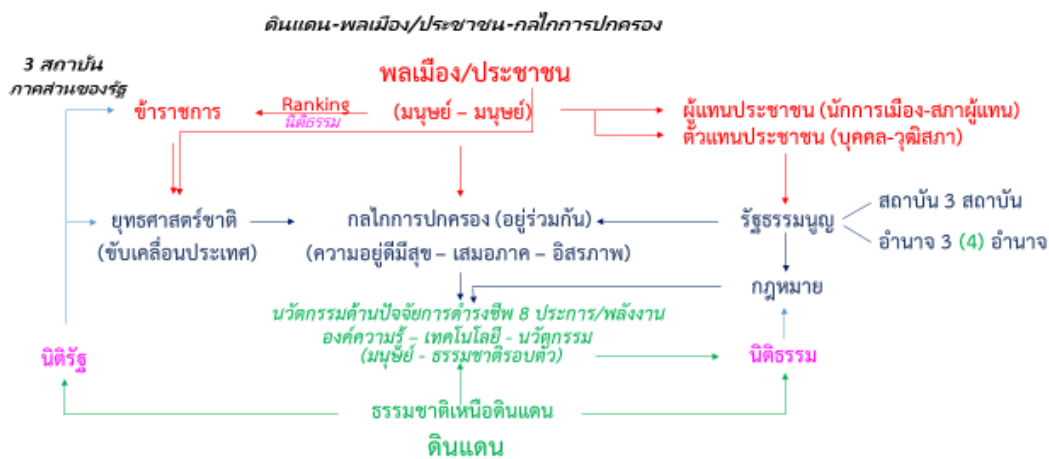 ดินแดน-พลเมือง/ประชาชน-กลไกการปกครอง
3 สถาบัน
ภาคส่วนของรัฐ
พลเมือง/ประชาชน
ข้าราชการ
Ranking
นิติธรรม
(มนุษย์ – มนุษย์)
ผู้แทนประชาชน (นักการเมือง-สภาผู้แทน)
ตัวแทนประชาชน (บุคคล-วุฒิสภา)
ยุทธศาสตร์ชาติ
(ขับเคลื่อนประเทศ)
กลไกการปกครอง (อยู่ร่วมกัน)
(ความอยู่ดีมีสุข – เสมอภาค – อิสรภาพ)
รัฐธรรมนูญ
สถาบัน 3 สถาบัน
อำนาจ 3 (4) อำนาจ
กฎหมาย
นวัตกรรมด้านปัจจัยการดำรงชีพ 8 ประการ/พลังงาน
องค์ความรู้ – เทคโนโลยี - นวัตกรรม
(มนุษย์ - ธรรมชาติรอบตัว)
นิติรัฐ
นิติธรรม
ธรรมชาติเหนือดินแดน
ดินแดน